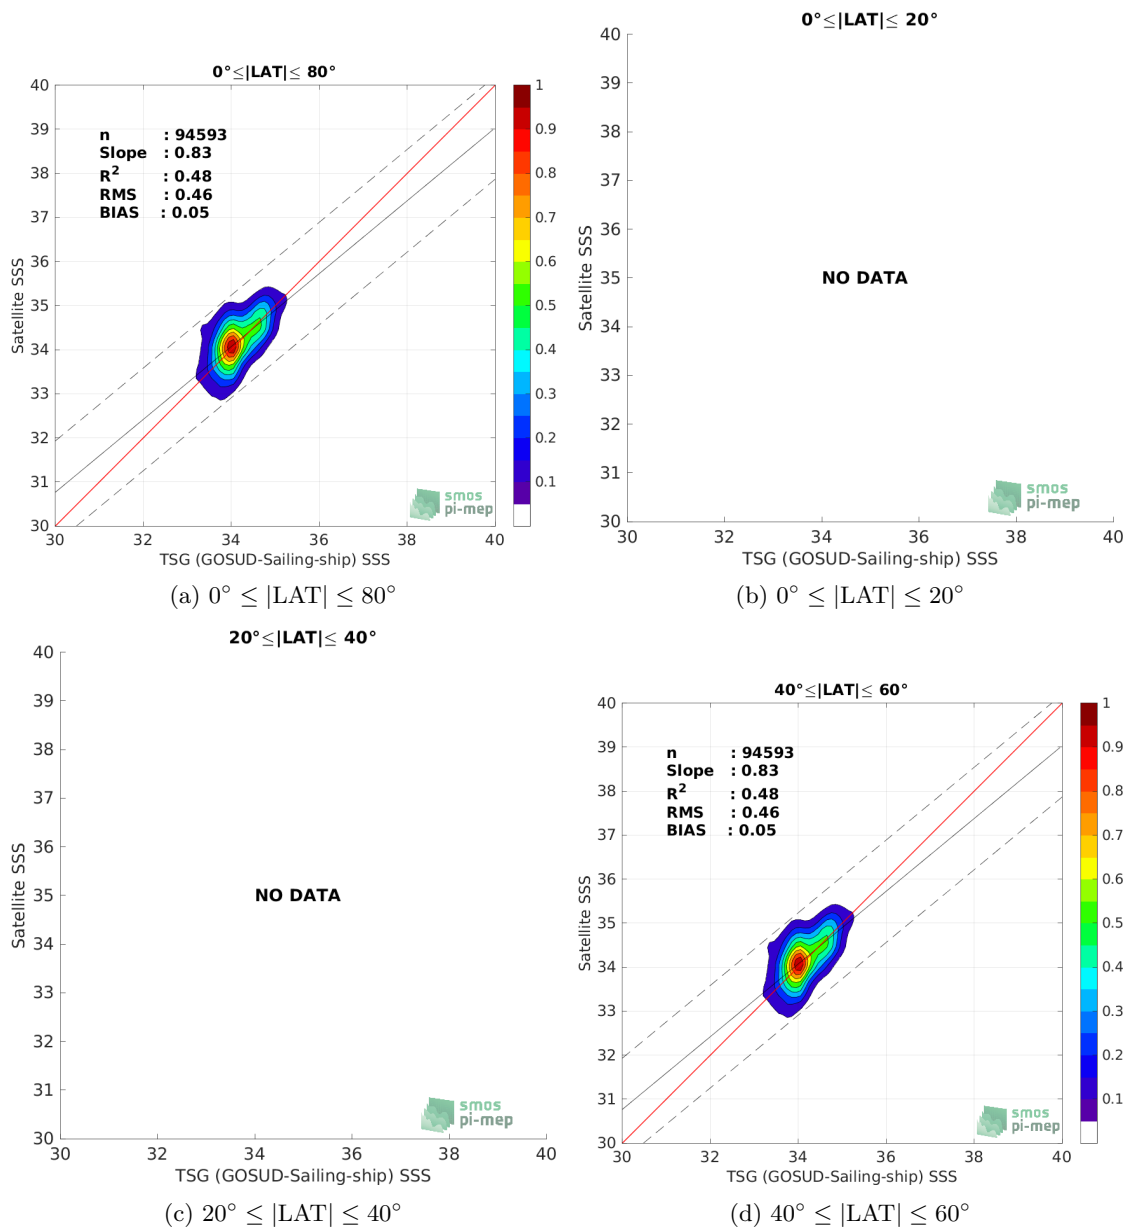 0°≤|LAT|≤ 80°
40
39
38
37
36
35
34
33
32
31
30
Satellite SSS
n : 94593
Slope : 0.83
R² : 0.48
RMS : 0.46
BIAS : 0.05
smos
pi-mep
30 32 34 36 38 40
TSG (GOSUD-Sailing-ship) SSS
1
0.9
0.8
0.7
0.6
0.5
0.4
0.3
0.2
0.1
(a) 0° ≤ |LAT| ≤ 80°
0°≤|LAT|≤ 20°
40
39
38
37
36
35
34
33
32
31
30
Satellite SSS
NO DATA
smos
pi-mep
30 32 34 36 38 40
TSG (GOSUD-Sailing-ship) SSS
(b) 0° ≤ |LAT| ≤ 20°
20°≤|LAT|≤ 40°
40
39
38
37
36
35
34
33
32
31
30
Satellite SSS
NO DATA
smos
pi-mep
30 32 34 36 38 40
TSG (GOSUD-Sailing-ship) SSS
(c) 20° ≤ |LAT| ≤ 40°
40°≤|LAT|≤ 60°
40
39
38
37
36
35
34
33
32
31
30
Satellite SSS
n : 94593
Slope : 0.83
R² : 0.48
RMS : 0.46
BIAS : 0.05
smos
pi-mep
30 32 34 36 38 40
TSG (GOSUD-Sailing-ship) SSS
1
0.9
0.8
0.7
0.6
0.5
0.4
0.3
0.2
0.1
(d) 40° ≤ |LAT| ≤ 60°